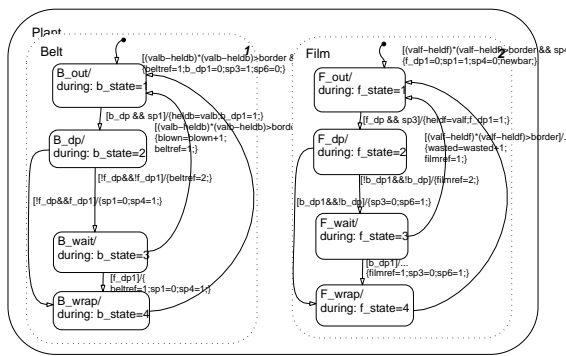 Plant
Belt
1
[(valb−heldb)*(valb−heldb)>border &
{beltref=1;b_dp1=0;sp3=1;sp6=0;}
B_out/
during: b_state=1
[b_dp && sp1]/{heldb=valb;b_dp1=1;}
[(valb−heldb)*(valb−heldb)>bord
{blown=blown+1;
beltref=1;}
B_dp/
during: b_state=2
[!f_dp&&!f_dp1]/{beltref=2;}
[!f_dp&&f_dp1]/{sp1=0;sp4=1;}
B_wait/
during: b_state=3
[f_dp1]/{
beltref=1;sp1=0;sp4=1;}
B_wrap/
during: b_state=4
Film
2
[(valf−heldf)*(valf−heldf)>border && sp4
{f_dp1=0;sp1=1;sp4=0;newbar;}
F_out/
during: f_state=1
[f_dp && sp3]/{heldf=valf;f_dp1=1;}
[(valf−heldf)*(valf−heldf)>border]/..
{wasted=wasted+1;
filmref=1;}
F_dp/
during: f_state=2
[!b_dp1&&!b_dp]/{filmref=2;}
[b_dp1&&!b_dp]/{sp3=0;sp6=1;}
F_wait/
during: f_state=3
[b_dp1]/...
{filmref=1;sp3=0;sp6=1;}
F_wrap/
during: f_state=4